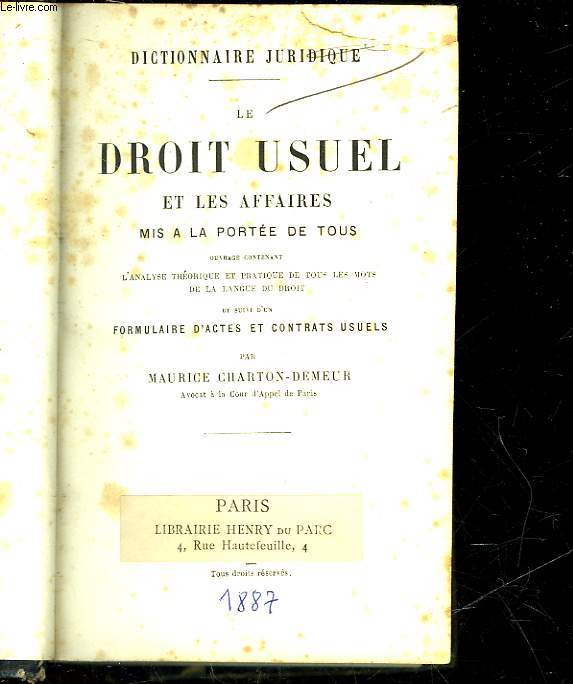 Le-livre.com
DICTIONNAIRE JURIDIQUE
LE
DROIT USUEL
ET LES AFFAIRES
MIS A LA PORTÉE DE TOUS
OUVRAGE CONTENANT
L'ANALYSE THÉORIQUE ET PRATIQUE DE TOUS LES MOTS
DE LA LANGUE DU DROIT
ET SUIVI D'UN
FORMULAIRE D'ACTES ET CONTRATS USUELS
PAR
MAURICE CHARTON-DEMEUR
Avocat à la Cour d'Appel de Paris
PARIS
LIBRAIRIE HENRY DU PARC
4, Rue Hautefeuille, 4
Tous droits réservés.
1887